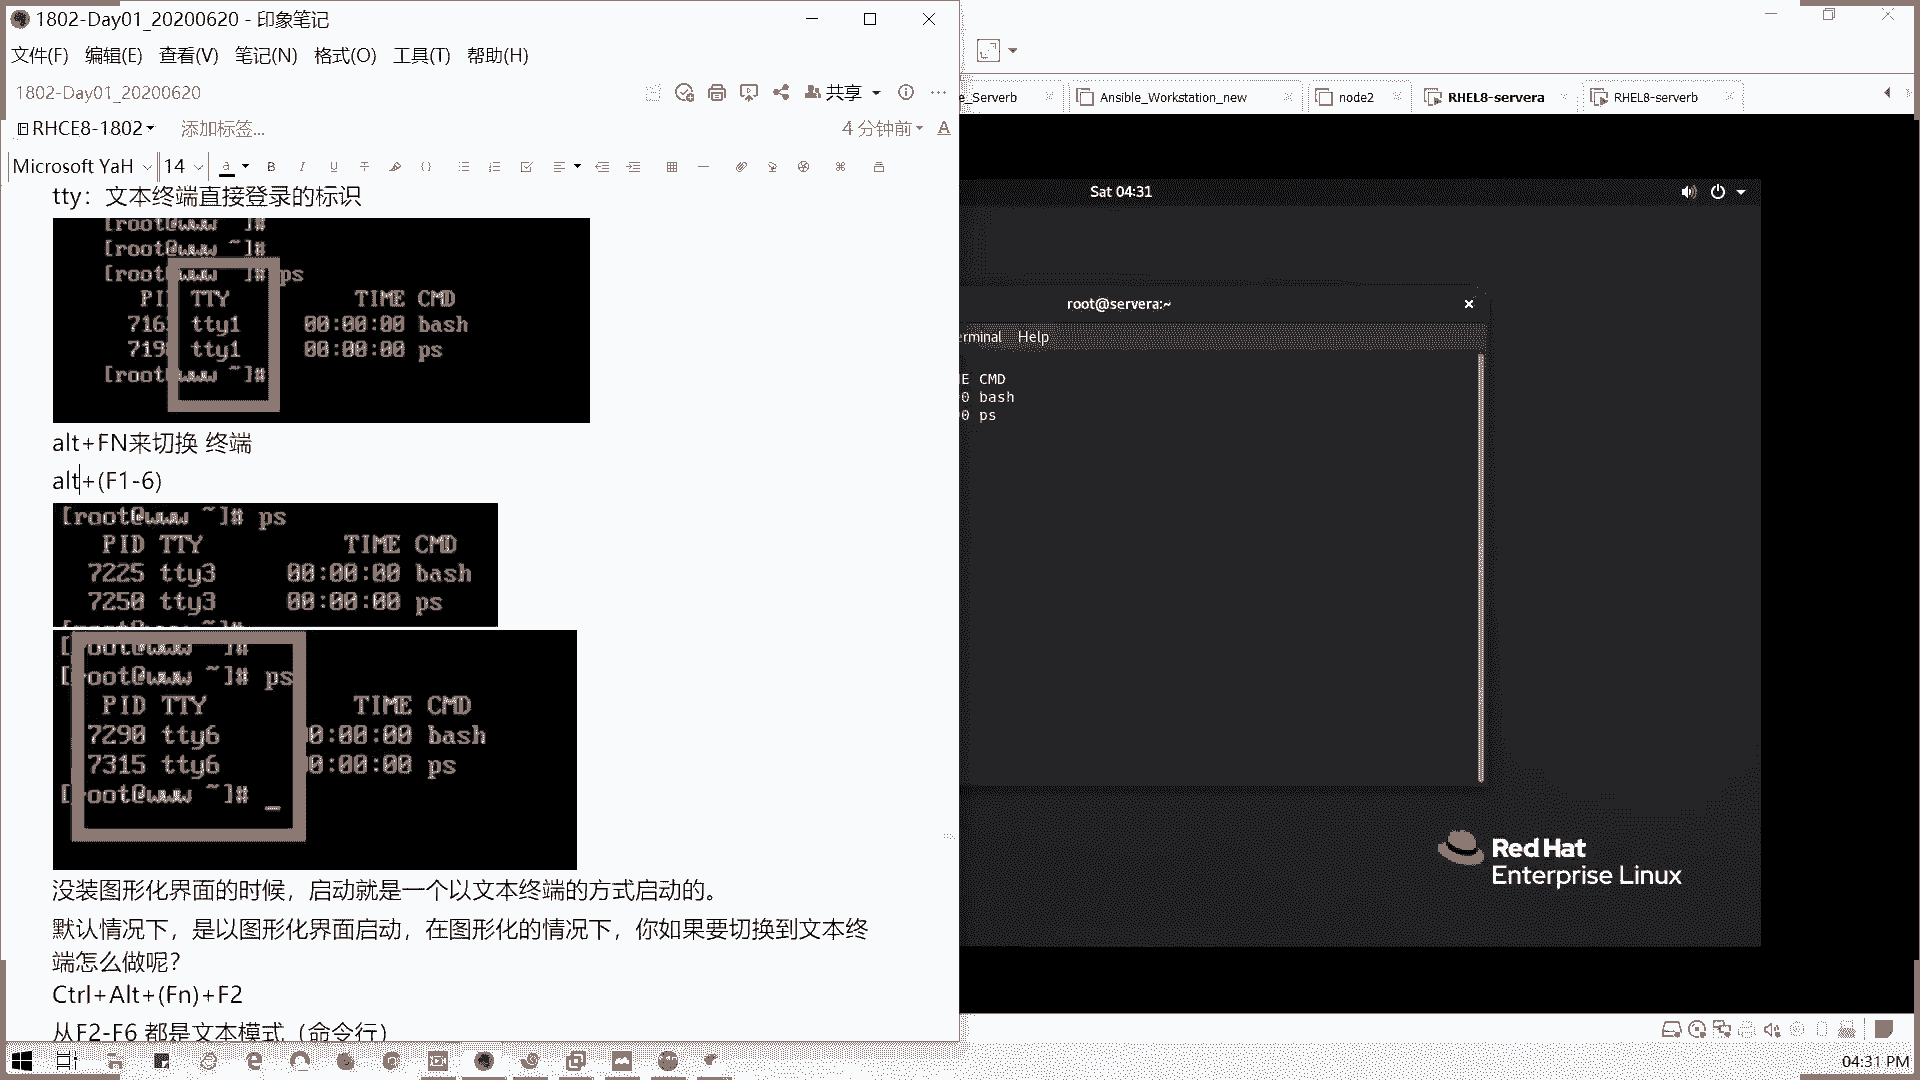 1802-Day01_20200620 - 印象笔记
文件(F) 编辑(E) 查看(V) 笔记(N) 格式(O) 工具(T) 帮助(H)
1802-Day01_20200620
共享
RHCE8-1802
添加标签...
4 分钟前
Microsoft YaH 14
tty：文本终端直接登录的标识
[root@www ~]#
[root@www ~]#
[root@www ~]# ps
TTY TIME CMD
tty1 00:00:00 bash
tty1 00:00:00 ps
[root@www ~]#
alt+FN来切换 终端
alt+(F1-6)
[root@www ~]# ps
PID TTY TIME CMD
7225 tty3 00:00:00 bash
7250 tty3 00:00:00 ps
[root@www ~]#
[root@www ~]# ps
PID TTY TIME CMD
7290 tty6 00:00:00 bash
7315 tty6 00:00:00 ps
[root@www ~]# _
没装图形化界面的时候，启动就是一个以文本终端的方式启动的。
默认情况下，是以图形化界面启动，在图形化的情况下，你如果要切换到文本终
端怎么做呢？
Ctrl+Alt+(Fn)+F2
从F2-F6 都是文本模式（命令行）
e_Serverb
Ansible_Workstation_new
node2
RHEL8-servera
RHEL8-serverb
Sat 04:31
root@servera:~
erminal Help
E CMD
0 bash
0 ps
Red Hat
Enterprise Linux
04:31 PM